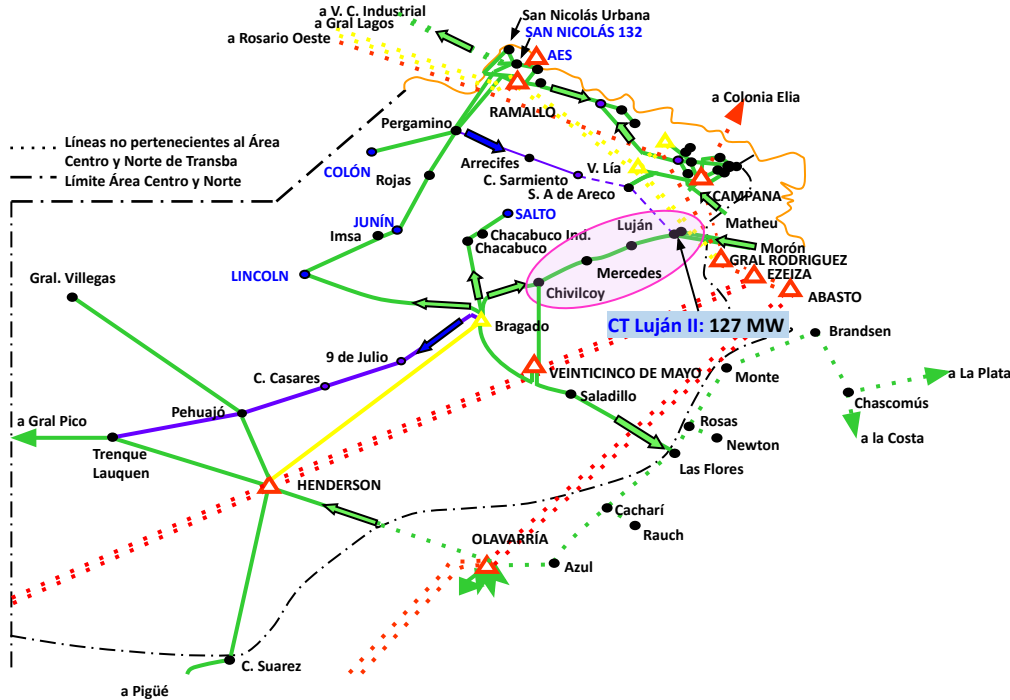 a V. C. Industrial
a Gral Lagos
a Rosario Oeste
San Nicolás Urbana
SAN NICOLÁS 132
AES
a Colonia Elia
RAMALLO
Líneas no pertenecientes al Área
Centro y Norte de Transba
Límite Área Centro y Norte
Pergamino
Arrecifes
V. Lía
COLÓN
Rojas
C. Sarmiento
S. A de Areco
CAMPANA
JUNÍN
SALTO
Matheu
Imsa
Chacabuco Ind.
Chacabuco
Luján
Morón
LINCOLN
Mercedes
GRAL RODRIGUEZ
EZEIZA
Gral. Villegas
Chivilcoy
ABASTO
Bragado
CT Luján II: 127 MW
Brandsen
9 de Julio
VEINTICINCO DE MAYO
Monte
a La Plata
C. Casares
Saladillo
Chascomús
Pehuajó
a Gral Pico
Rosas
Newton
a la Costa
Trenque
Lauquen
Las Flores
HENDERSON
Cacharí
Rauch
OLAVARRÍA
Azul
C. Suarez
a Pigüé